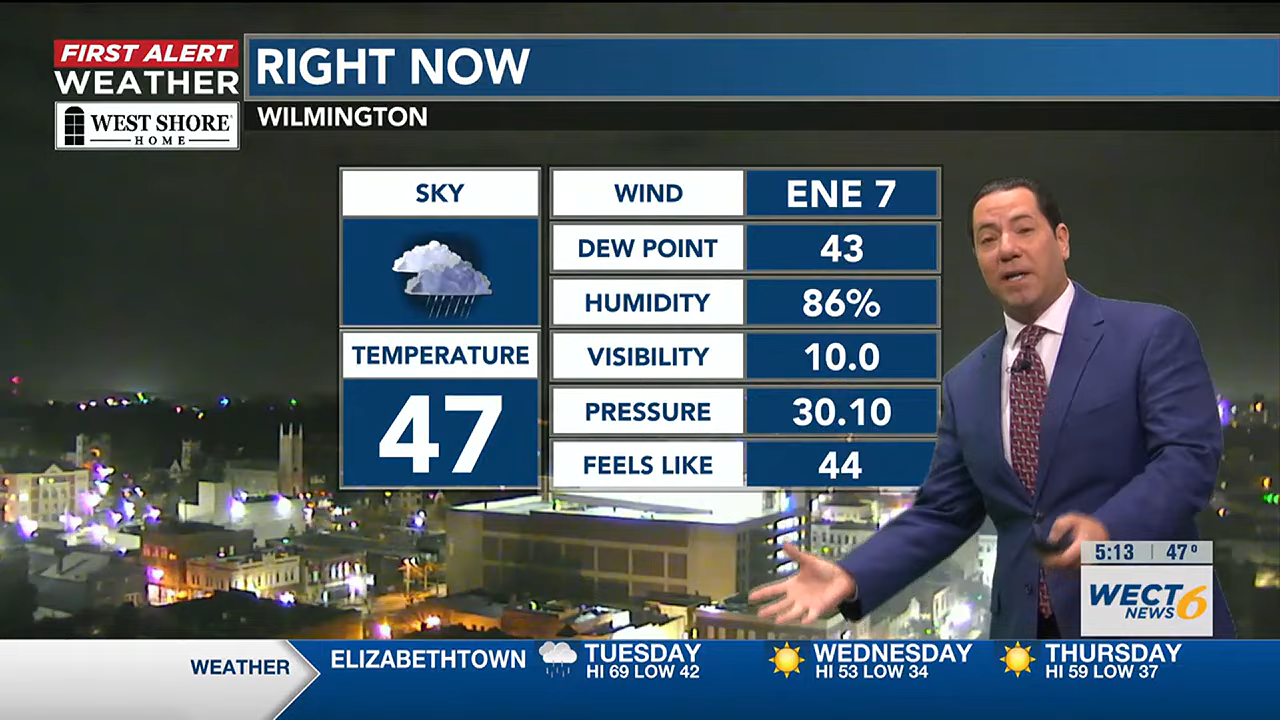 FIRST ALERT
WEATHER
WEST SHORE
HOME
RIGHT NOW
WILMINGTON
SKY
TEMPERATURE
47
WIND ENE 7
DEW POINT 43
HUMIDITY 86%
VISIBILITY 10.0
PRESSURE 30.10
FEELS LIKE 44
5:13 | 47°
WECT 6
NEWS
WEATHER
ELIZABETHTOWN
TUESDAY
HI 69 LOW 42
WEDNESDAY
HI 53 LOW 34
THURSDAY
HI 59 LOW 37